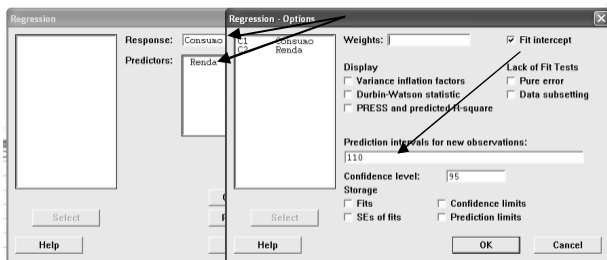 Regression
Response: Consumo
Predictors:
Renda
Select
Help
Regression - Options
C1 Consumo
C2 Renda
Weights:
Fit intercept
Display
Variance inflation factors
Durbin-Watson statistic
PRESS and predicted R-square
Lack of Fit Tests
Pure error
Data subsetting
Prediction intervals for new observations:
110
Confidence level: 95
Storage
Fits
SEs of fits
Confidence limits
Prediction limits
Select
Help
OK
Cancel